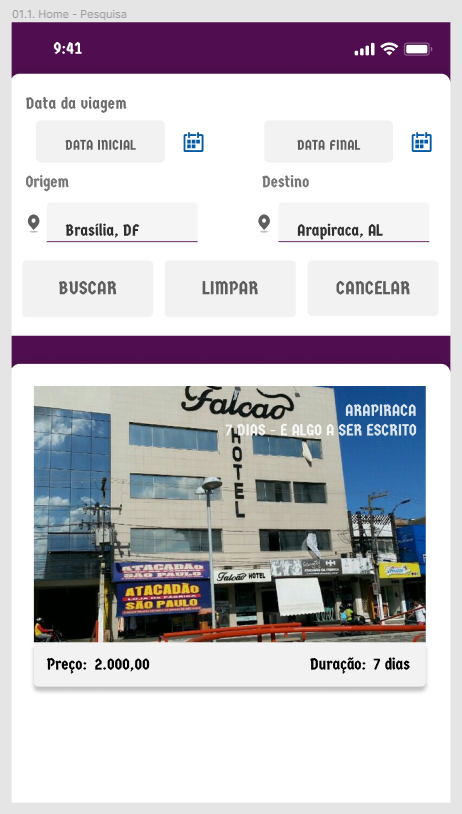 01.1. Home - Pesquisa
9:41
Data da viagem
DATA INICIAL
DATA FINAL
Origem
Destino
Brasília, DF
Arapiraca, AL
BUSCAR
LIMPAR
CANCELAR
Falcão
HOTEL
ARAPIRACA
7 DIAS - E ALGO A SER ESCRITO
ATACADÃO
SÃO PAULO
ATACADÃO
LOJA DA FÁBRICA
SÃO PAULO
Falcão HOTEL
Preço: 2.000,00
Duração: 7 dias